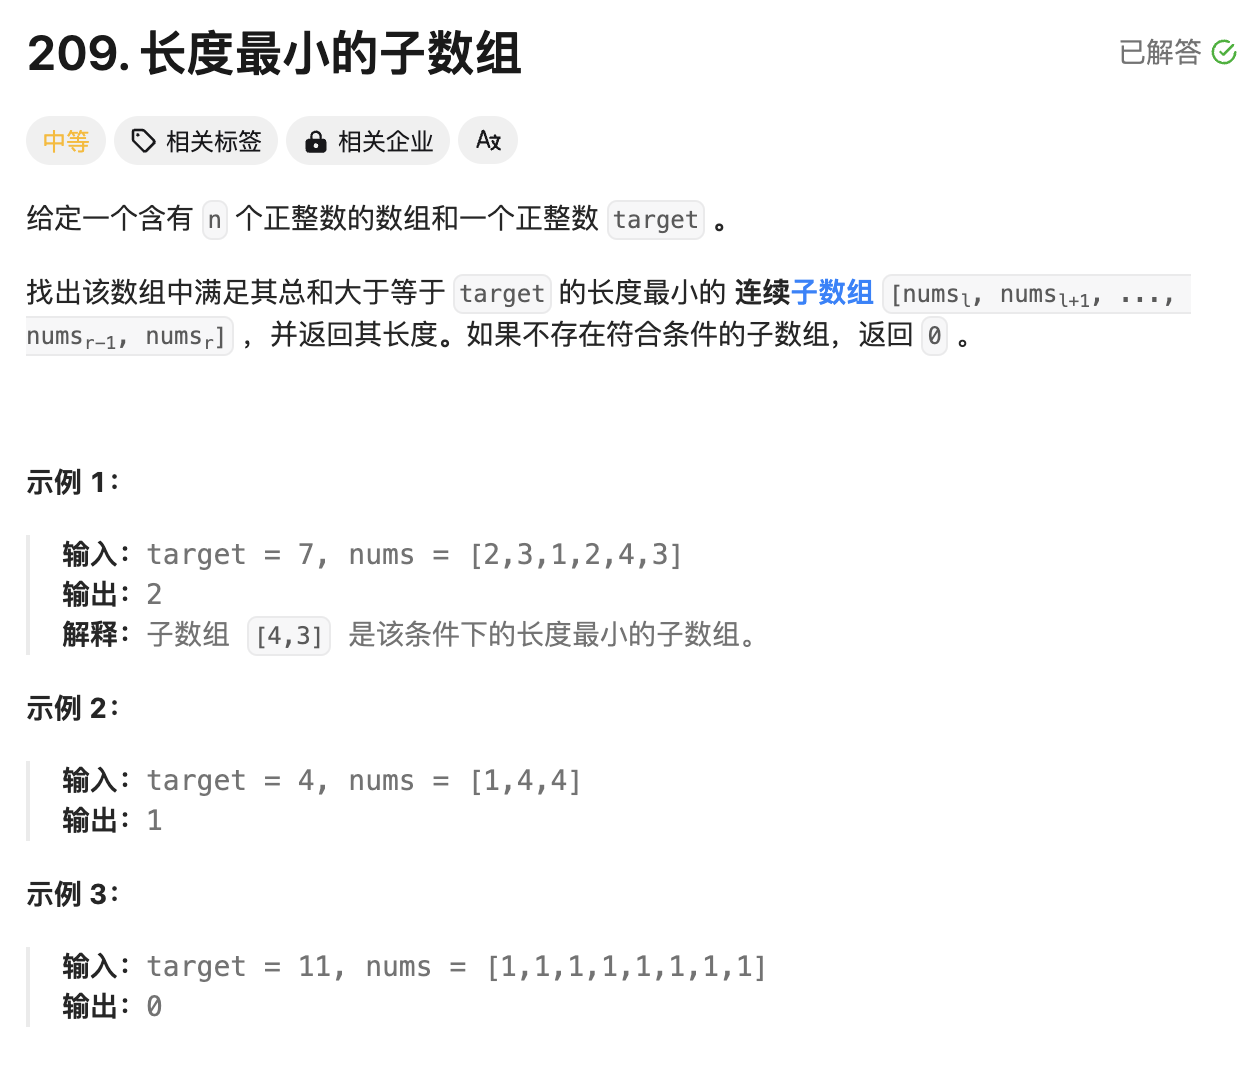 209. 长度最小的子数组
已解答
中等 相关标签 相关企业 A文
给定一个含有 n 个正整数的数组和一个正整数 target 。
找出该数组中满足其总和大于等于 target 的长度最小的 连续子数组 [numsl, numsl+1, ...,
numsr-1, numsr] ，并返回其长度。如果不存在符合条件的子数组，返回 0 。
示例 1：
输入：target = 7, nums = [2,3,1,2,4,3]
输出：2
解释：子数组 [4,3] 是该条件下的长度最小的子数组。
示例 2：
输入：target = 4, nums = [1,4,4]
输出：1
示例 3：
输入：target = 11, nums = [1,1,1,1,1,1,1,1]
输出：0